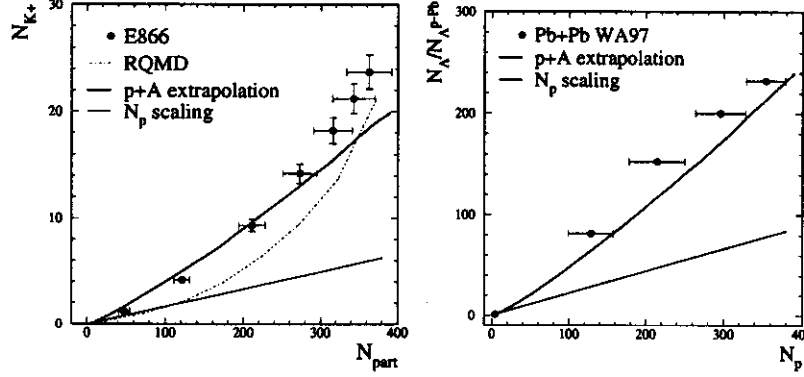 N_K+
30
20
10
0
0
100
200
300
400
N_part
E866
RQMD
p+A extrapolation
N_p scaling
N_Λ/N_Λ^p-Pb
300
200
100
0
0
100
200
300
N_p
Pb+Pb WA97
p+A extrapolation
N_p scaling